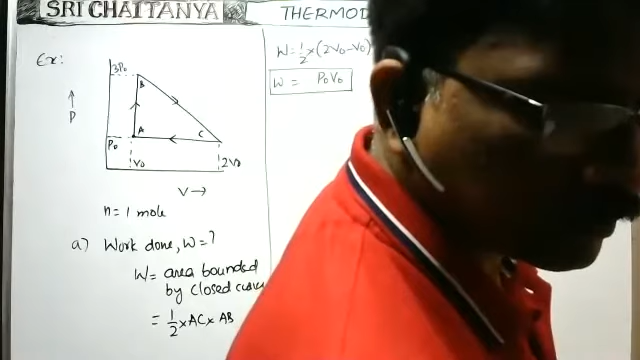 SRI CHAITANYA
THERMOD
Ex:
3P₀
B
P
A
C
P₀
V₀
2V₀
V →
n = 1 mole
a) Work done, W = ?
W = area bounded
by closed curve
= 1/2 × AC × AB
W = 1/2 × (2V₀ - V₀)
W = P₀V₀